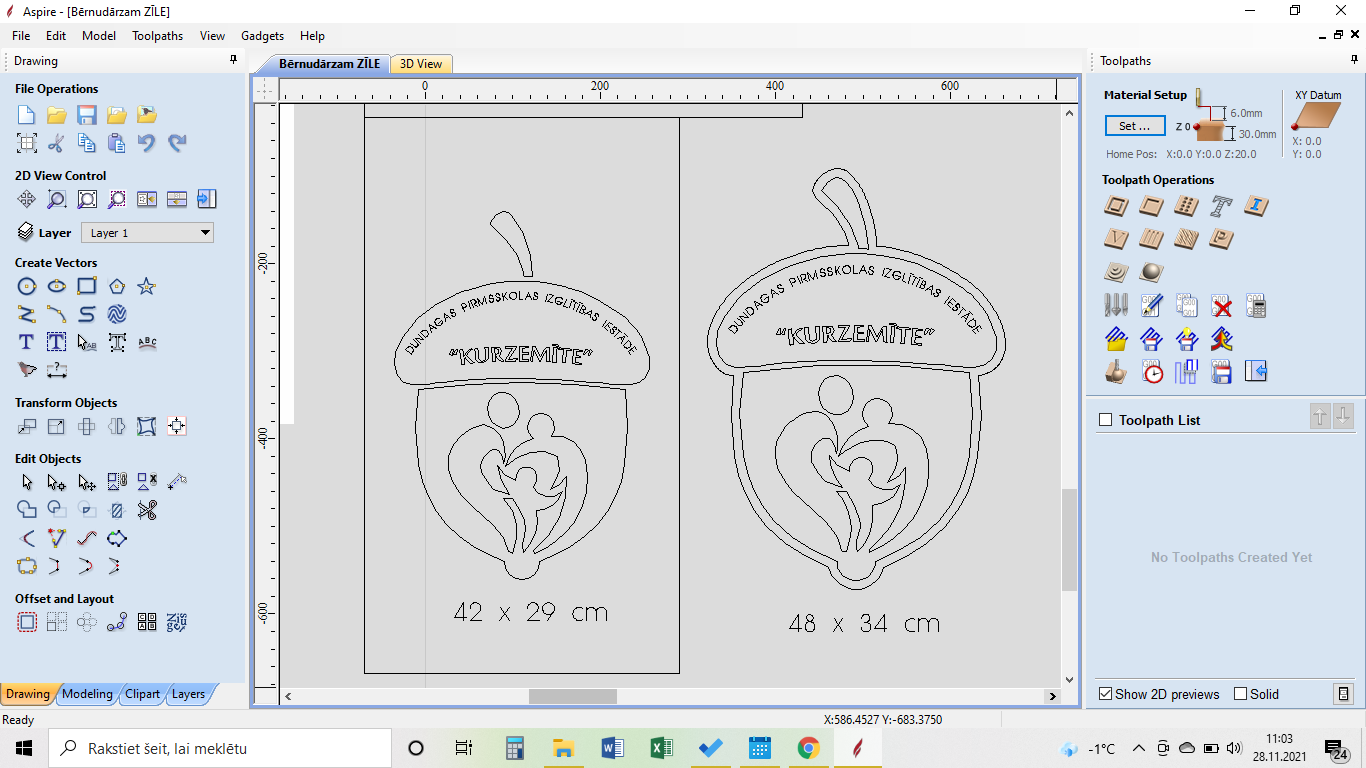 Aspire - [Bērnudārzam ZĪLE]
File Edit Model Toolpaths View Gadgets Help
Drawing
File Operations
2D View Control
Layer Layer 1
Create Vectors
Transform Objects
Edit Objects
Offset and Layout
Drawing Modeling Clipart Layers
Bērnudārzam ZĪLE 3D View
0 200 400 600
-200
-400
-600
DUNDAGAS PIRMSSKOLAS IZGLĪTĪBAS IESTĀDE
“KURZEMĪTE”
42 x 29 cm
DUNDAGAS PIRMSSKOLAS IZGLĪTĪBAS IESTĀDE
“KURZEMĪTE”
48 x 34 cm
Toolpaths
Material Setup
Set ...
Z 0
6.0mm
30.0mm
Home Pos: X:0.0 Y:0.0 Z:20.0
XY Datum
X: 0.0
Y: 0.0
Toolpath Operations
Toolpath List
No Toolpaths Created Yet
Show 2D previews Solid
Ready
X:586.4527 Y:-683.3750
Rakstiet šeit, lai meklētu
-1°C
11:03
28.11.2021
24